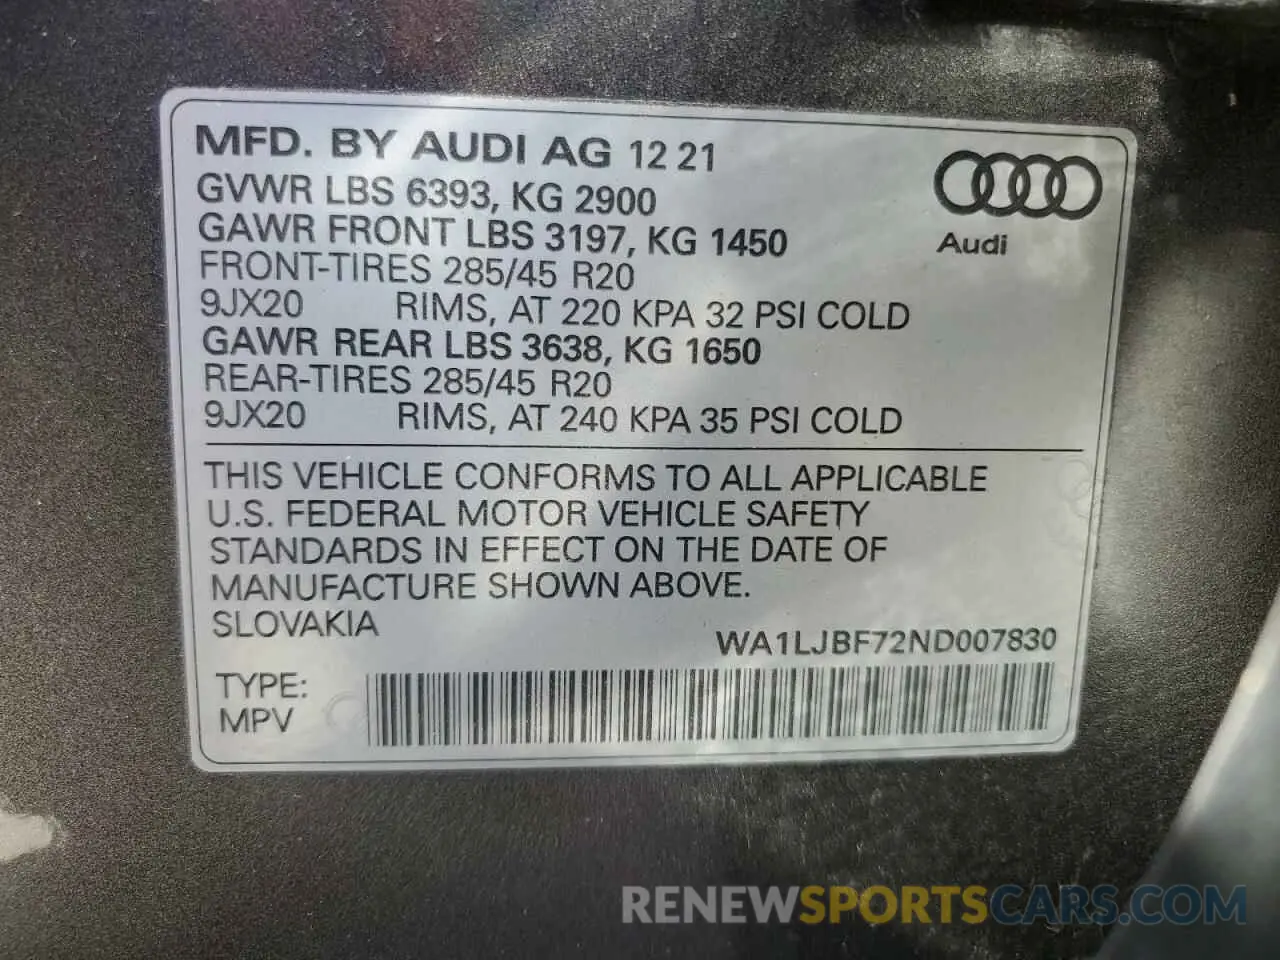 MFD. BY AUDI AG 12 21
GVWR LBS 6393, KG 2900
GAWR FRONT LBS 3197, KG 1450
FRONT-TIRES 285/45 R20
9JX20 RIMS, AT 220 KPA 32 PSI COLD
GAWR REAR LBS 3638, KG 1650
REAR-TIRES 285/45 R20
9JX20 RIMS, AT 240 KPA 35 PSI COLD
Audi
THIS VEHICLE CONFORMS TO ALL APPLICABLE
U.S. FEDERAL MOTOR VEHICLE SAFETY
STANDARDS IN EFFECT ON THE DATE OF
MANUFACTURE SHOWN ABOVE.
SLOVAKIA
WA1LJBF72ND007830
TYPE:
MPV
RENEWSPORTSCARS.COM